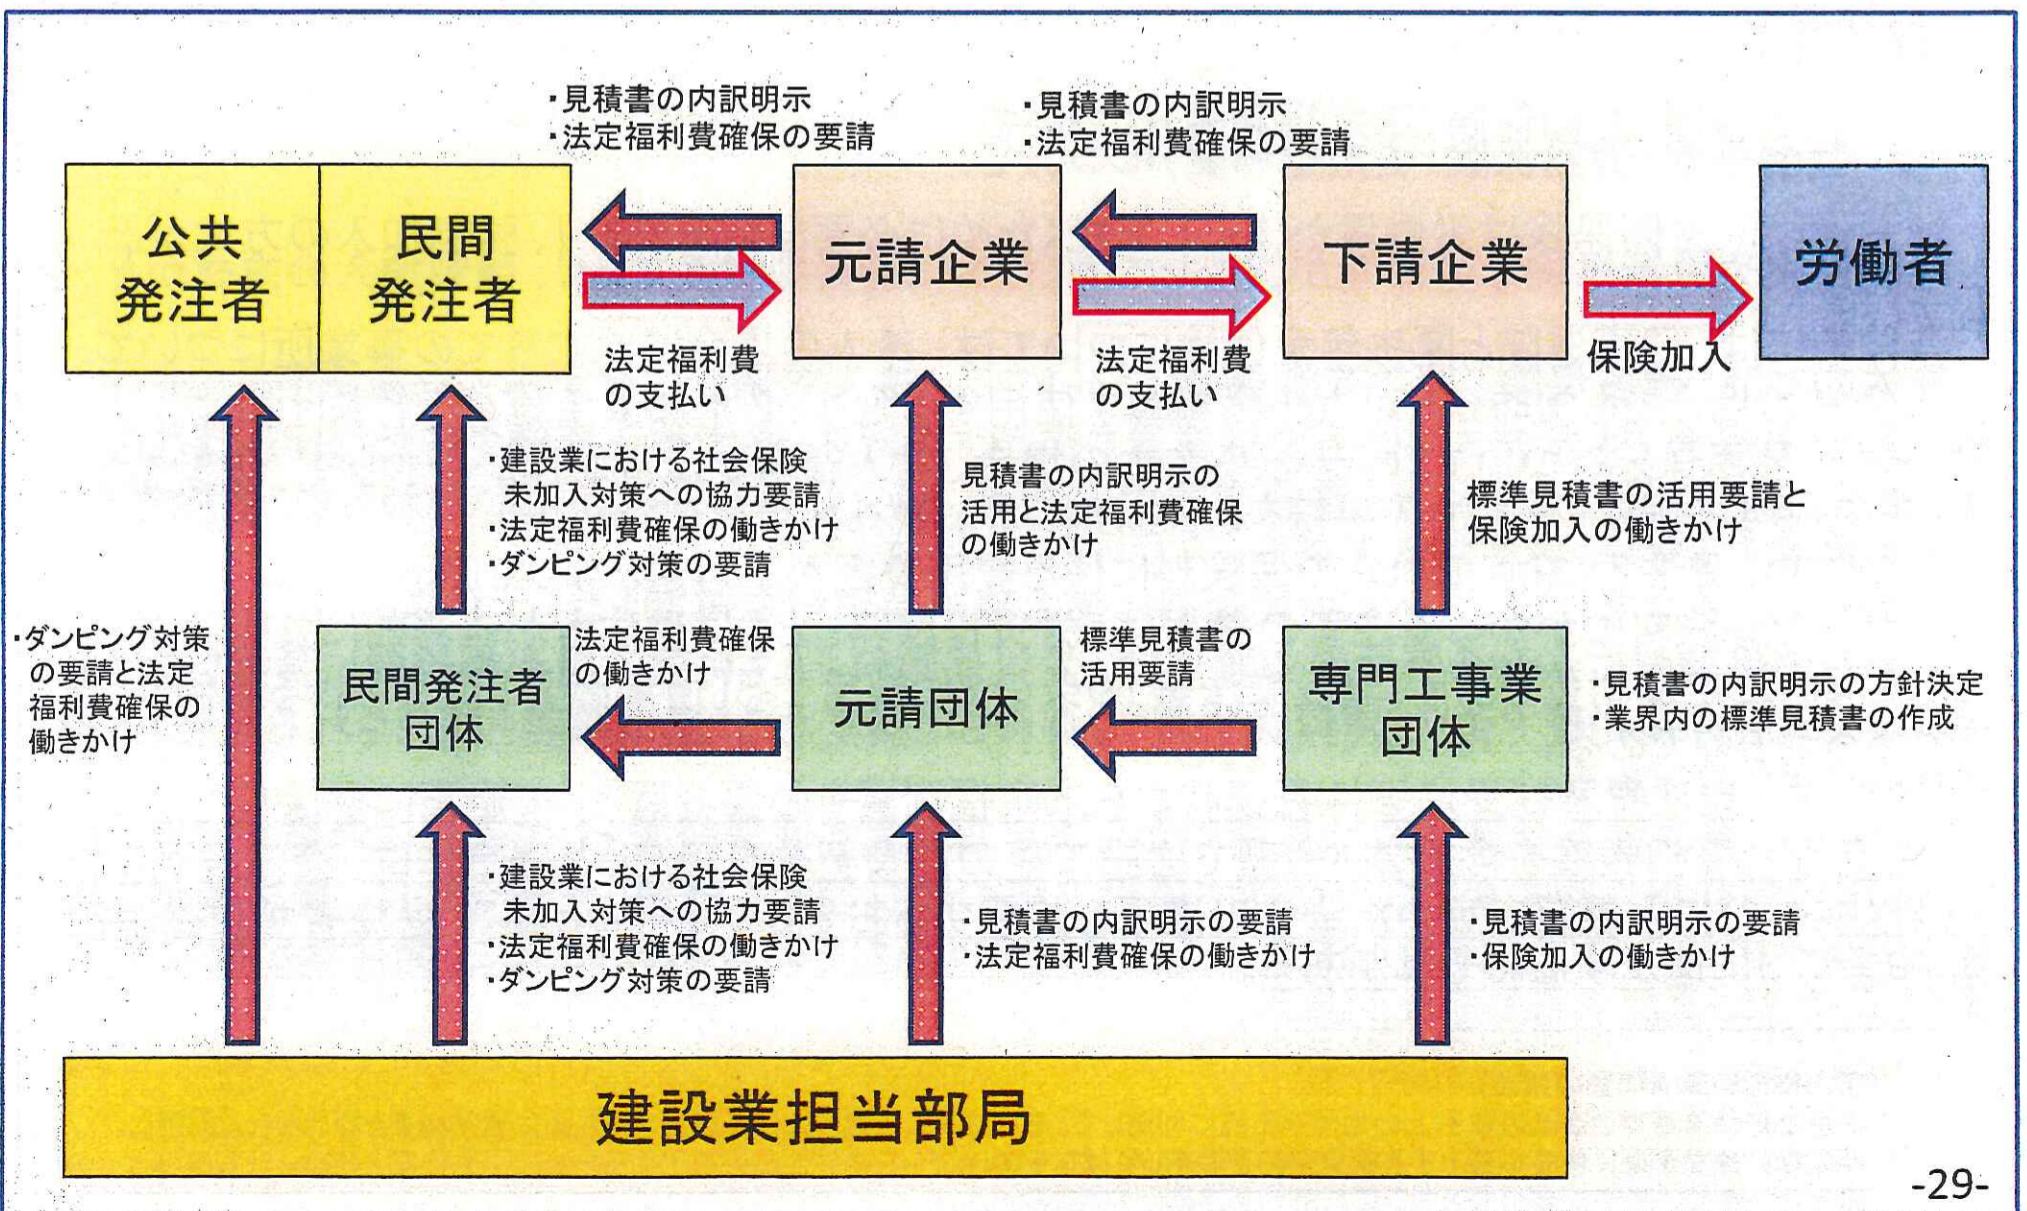 ・見積書の内訳明示
・法定福利費確保の要請
・見積書の内訳明示
・法定福利費確保の要請
公共
発注者
民間
発注者
元請企業
下請企業
労働者
法定福利費
の支払い
法定福利費
の支払い
保険加入
・建設業における社会保険
未加入対策への協力要請
・法定福利費確保の働きかけ
・ダンピング対策の要請
見積書の内訳明示の
活用と法定福利費確保
の働きかけ
標準見積書の活用要請と
保険加入の働きかけ
・ダンピング対策
の要請と法定
福利費確保の
働きかけ
民間発注者
団体
法定福利費確保
の働きかけ
元請団体
標準見積書の
活用要請
専門工事業
団体
・見積書の内訳明示の方針決定
・業界内の標準見積書の作成
・建設業における社会保険
未加入対策への協力要請
・法定福利費確保の働きかけ
・ダンピング対策の要請
・見積書の内訳明示の要請
・法定福利費確保の働きかけ
・見積書の内訳明示の要請
・保険加入の働きかけ
建設業担当部局
-29-